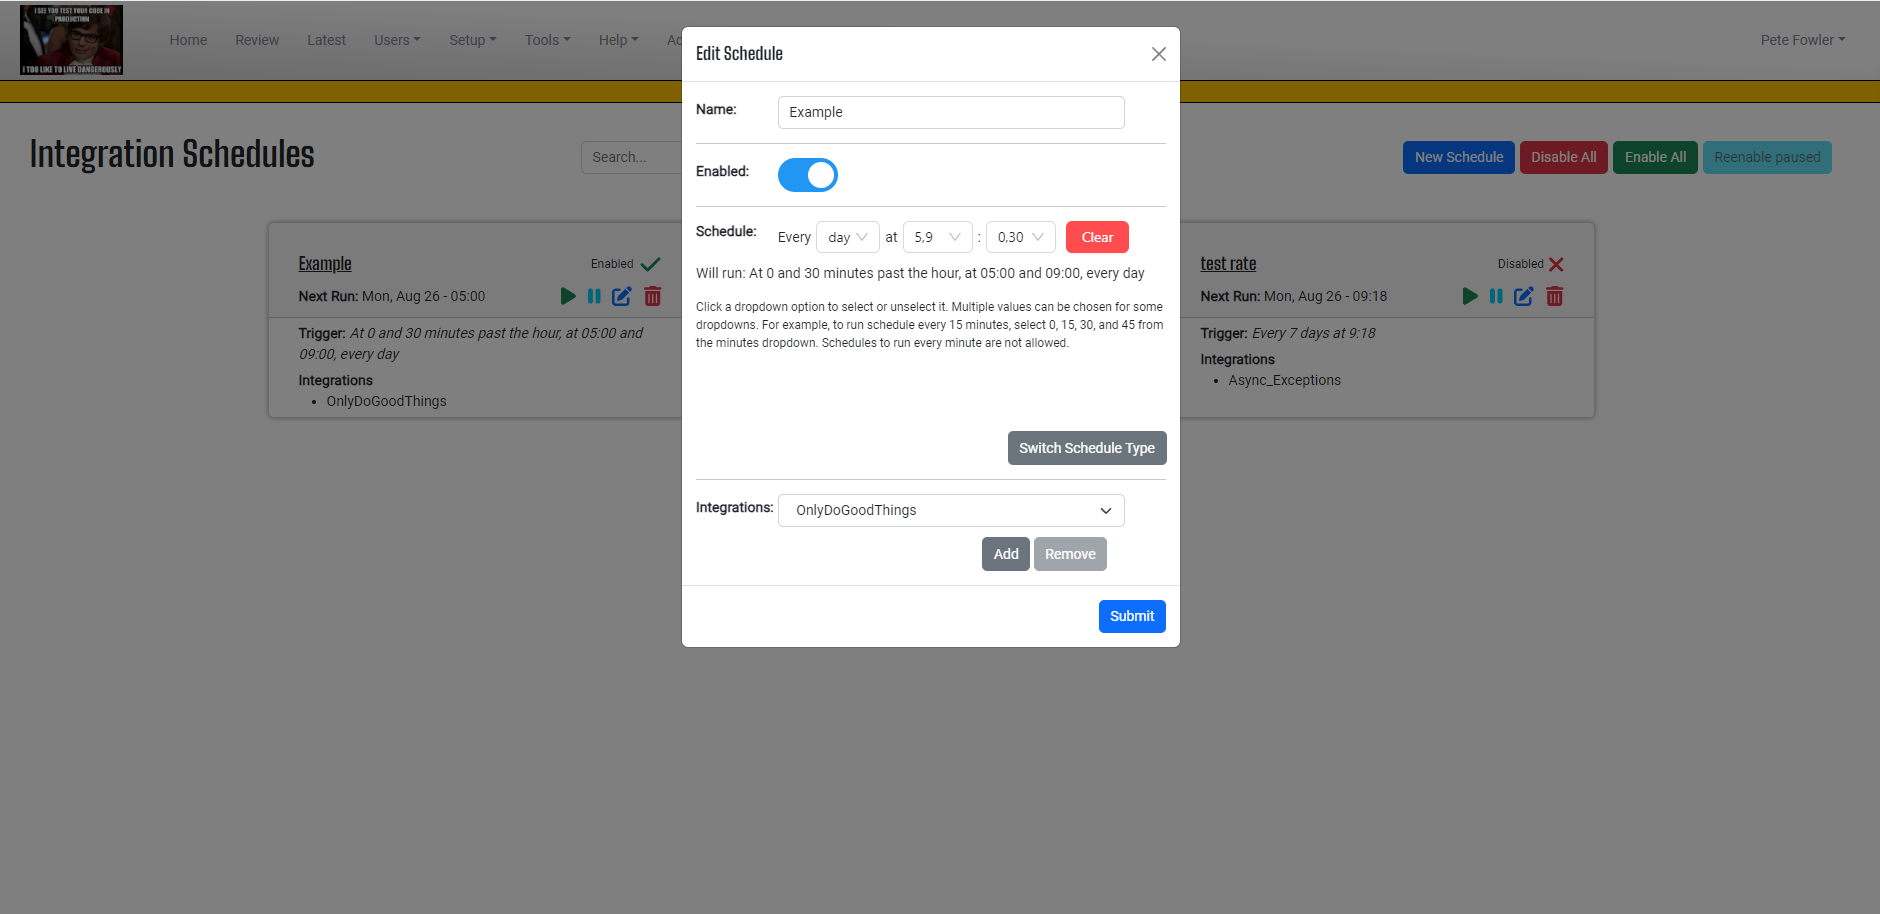 I SEE YOU TEST YOUR CODE IN
PRODUCTION
I TOO LIKE TO LIVE DANGEROUSLY
Home Review Latest Users Setup Tools Help Ad
Pete Fowler
Integration Schedules
Search...
New Schedule Disable All Enable All Reenable paused
Example
Enabled
Next Run: Mon, Aug 26 - 05:00
Trigger: At 0 and 30 minutes past the hour, at 05:00 and
09:00, every day
Integrations
• OnlyDoGoodThings
Edit Schedule
Name: Example
Enabled:
Schedule: Every day at 5,9 : 0,30 Clear
Will run: At 0 and 30 minutes past the hour, at 05:00 and 09:00, every day
Click a dropdown option to select or unselect it. Multiple values can be chosen for some
dropdowns. For example, to run schedule every 15 minutes, select 0, 15, 30, and 45 from
the minutes dropdown. Schedules to run every minute are not allowed.
Switch Schedule Type
Integrations: OnlyDoGoodThings
Add Remove
Submit
test rate
Disabled
Next Run: Mon, Aug 26 - 09:18
Trigger: Every 7 days at 9:18
Integrations
• Async_Exceptions